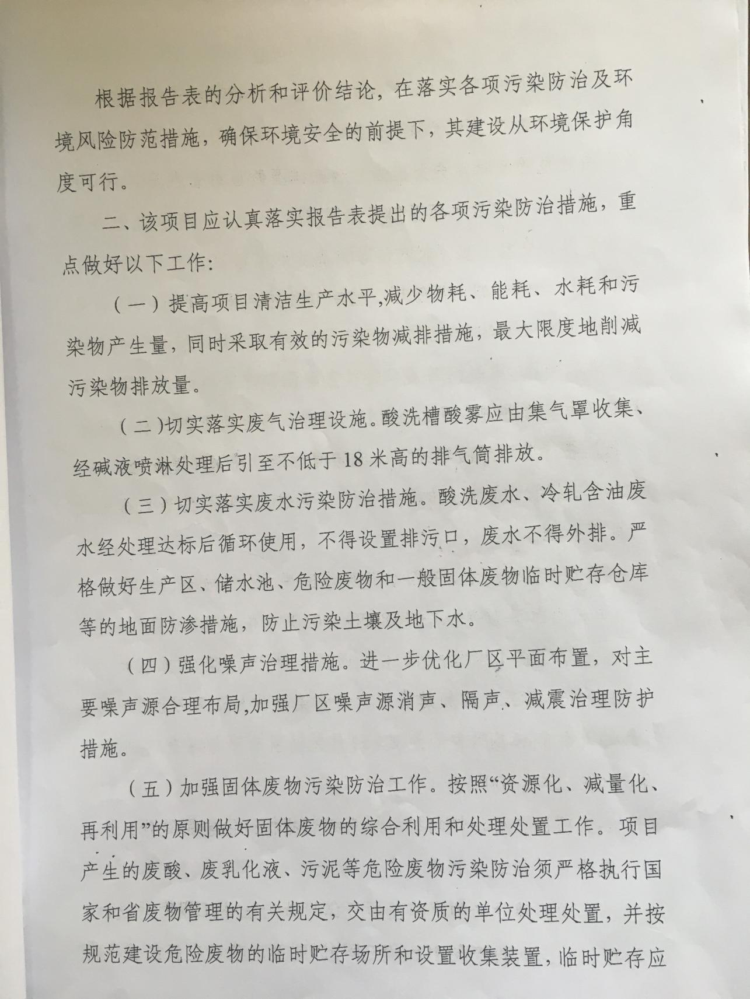 根据报告表的分析和评价结论，在落实各项污染防治及环
境风险防范措施，确保环境安全的前提下，其建设从环境保护角
度可行。
二、该项目应认真落实报告表提出的各项污染防治措施，重
点做好以下工作:
（一）提高项目清洁生产水平,减少物耗、能耗、水耗和污
染物产生量，同时采取有效的污染物减排措施，最大限度地削减
污染物排放量。
（二)切实落实废气治理设施。酸洗槽酸雾应由集气罩收集、
经碱液喷淋处理后引至不低于 18 米高的排气筒排放。
（三）切实落实废水污染防治措施。酸洗废水、冷轧含油废
水经处理达标后循环使用，不得设置排污口，废水不得外排。严
格做好生产区、储水池、危险废物和一般固体废物临时贮存仓库
等的地面防渗措施，防止污染土壤及地下水。
（四）强化噪声治理措施。进一步优化厂区平面布置，对主
要噪声源合理布局,加强厂区噪声源消声、隔声、减震治理防护
措施。
（五）加强固体废物污染防治工作。按照“资源化、减量化、
再利用”的原则做好固体废物的综合利用和处理处置工作。项目
产生的废酸、废乳化液、污泥等危险废物污染防治须严格执行国
家和省废物管理的有关规定，交由有资质的单位处理处置，并按
规范建设危险废物的临时贮存场所和设置收集装置，临时贮存应